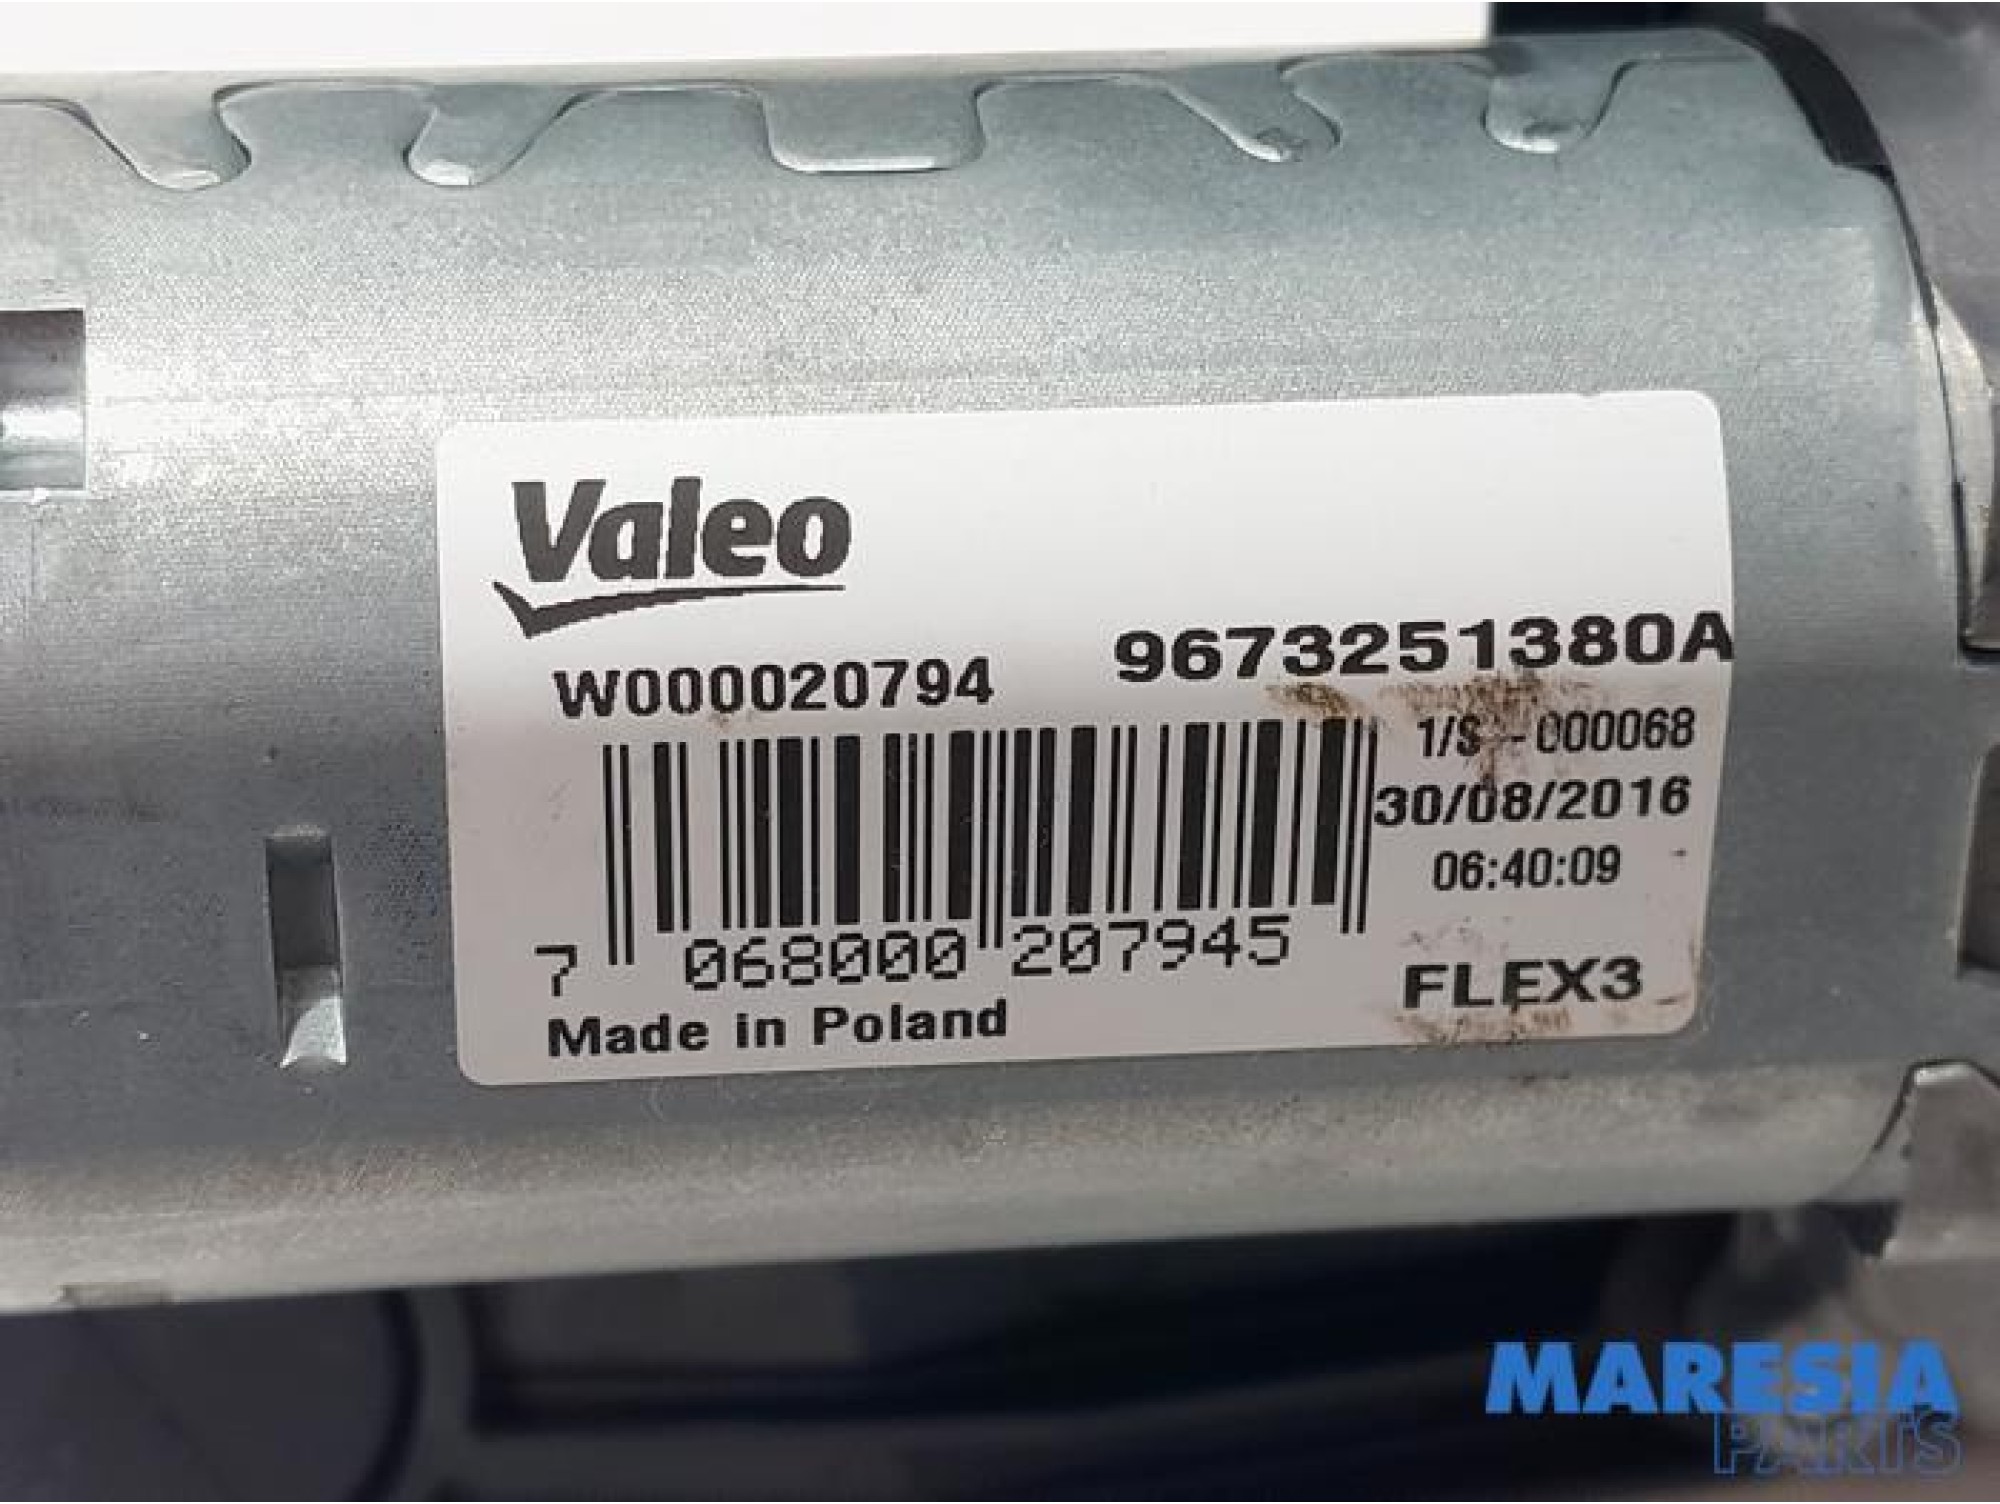 Valeo
W000020794 9673251380A
1/S - 000068
30/08/2016
06:40:09
7 068000 207945
FLEX3
Made in Poland
MARESIA
PARTS